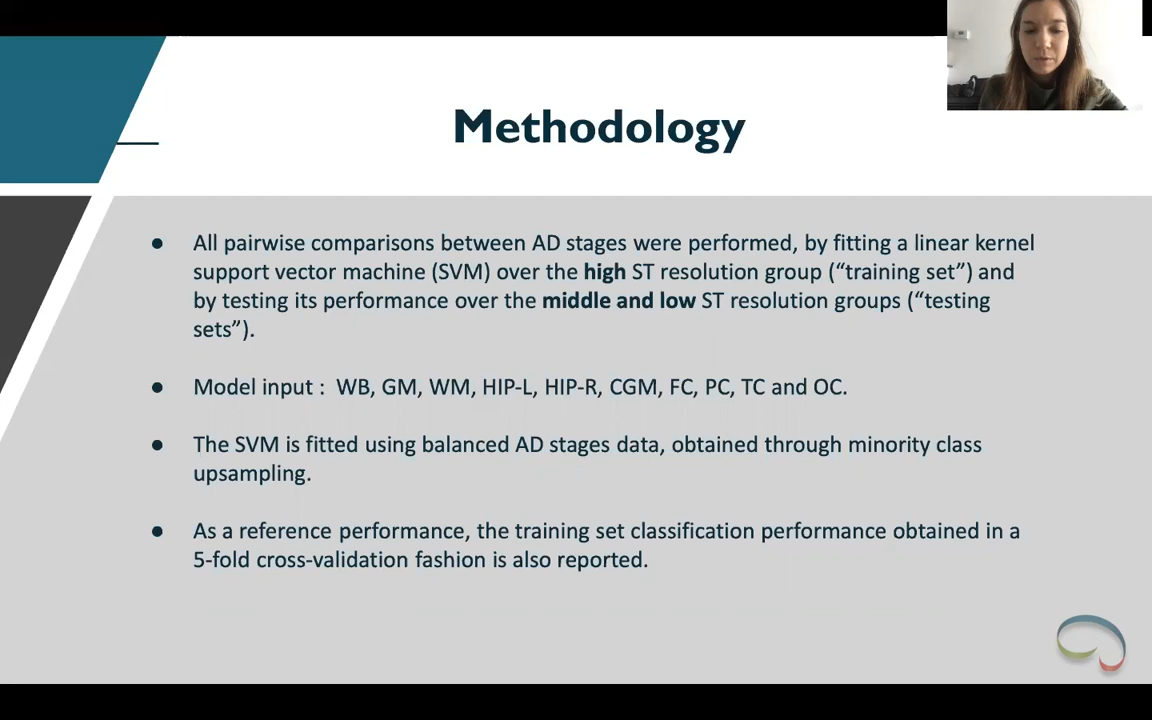 Methodology
● All pairwise comparisons between AD stages were performed, by fitting a linear kernel
support vector machine (SVM) over the high ST resolution group (“training set”) and
by testing its performance over the middle and low ST resolution groups (“testing
sets”).
● Model input :  WB, GM, WM, HIP-L, HIP-R, CGM, FC, PC, TC and OC.
● The SVM is fitted using balanced AD stages data, obtained through minority class
upsampling.
● As a reference performance, the training set classification performance obtained in a
5-fold cross-validation fashion is also reported.